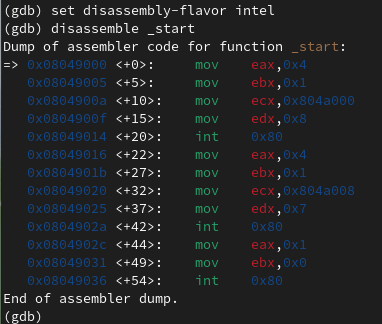 (gdb) set disassembly-flavor intel
(gdb) disassemble _start
Dump of assembler code for function _start:
=> 0x08049000 <+0>:     mov    eax,0x4
   0x08049005 <+5>:     mov    ebx,0x1
   0x0804900a <+10>:    mov    ecx,0x804a000
   0x0804900f <+15>:    mov    edx,0x8
   0x08049014 <+20>:    int    0x80
   0x08049016 <+22>:    mov    eax,0x4
   0x0804901b <+27>:    mov    ebx,0x1
   0x08049020 <+32>:    mov    ecx,0x804a008
   0x08049025 <+37>:    mov    edx,0x7
   0x0804902a <+42>:    int    0x80
   0x0804902c <+44>:    mov    eax,0x1
   0x08049031 <+49>:    mov    ebx,0x0
   0x08049036 <+54>:    int    0x80
End of assembler dump.
(gdb)